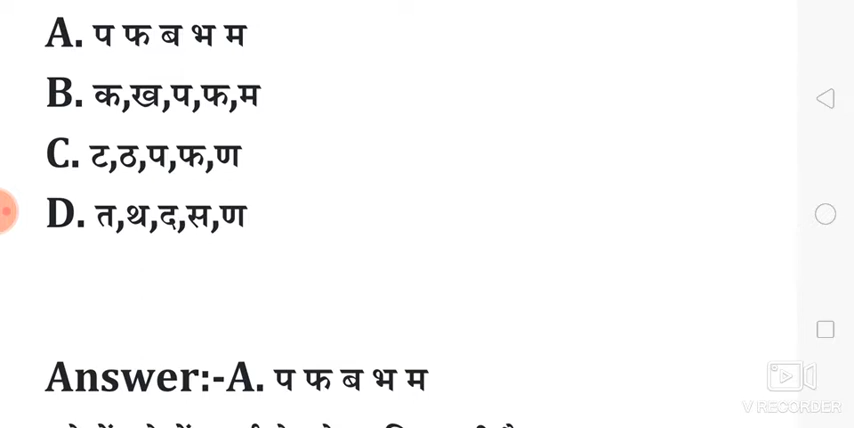 A. प फ ब भ म
B. क,ख,प,फ,म
C. ट,ठ,प,फ,ण
D. त,थ,द,स,ण
Answer:-A. प फ ब भ म
V RECORDER